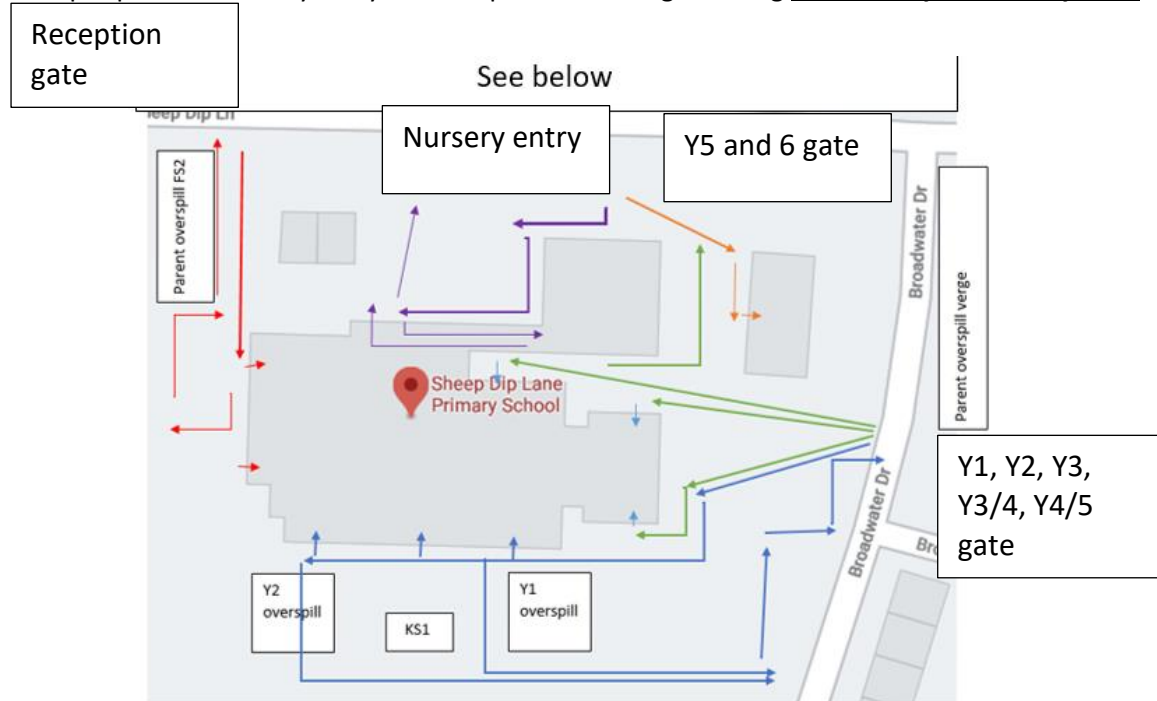 Reception
gate
See below
Nursery entry
Y5 and 6 gate
Parent overspill FS2
Broadwater Dr
Parent overspill verge
Sheep Dip Lane
Primary School
Y1, Y2, Y3,
Y3/4, Y4/5
gate
Broadwater Dr
Bro
Y2
overspill
KS1
Y1
overspill